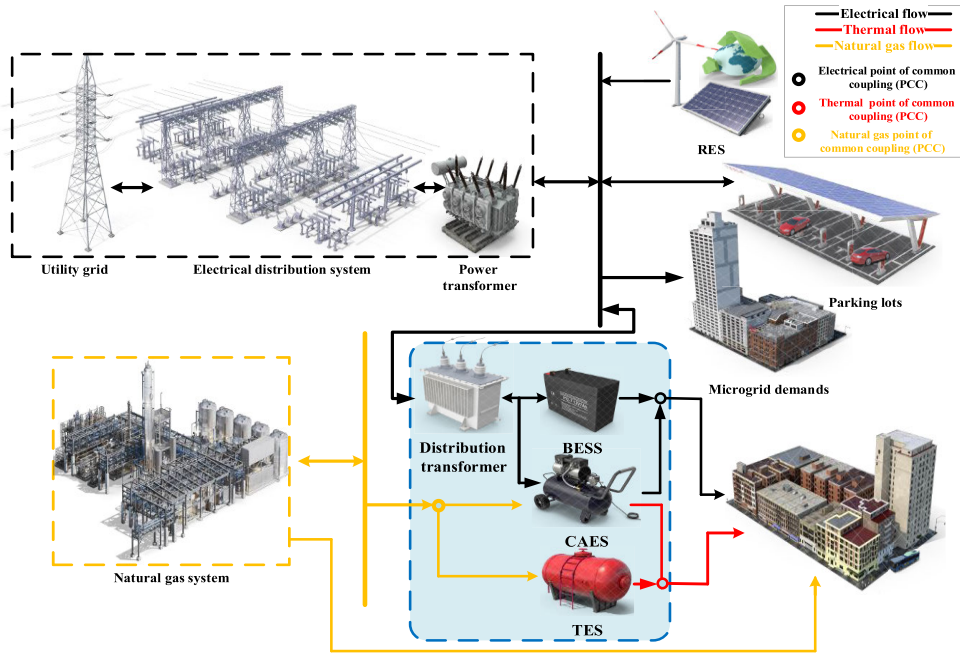 Electrical flow
Thermal flow
Natural gas flow
Electrical point of common
coupling (PCC)
Thermal point of common
coupling (PCC)
Natural gas point of
common coupling (PCC)
RES
Utility grid
Electrical distribution system
Power
transformer
Parking lots
Microgrid demands
Distribution
transformer
BESS
CAES
TES
Natural gas system